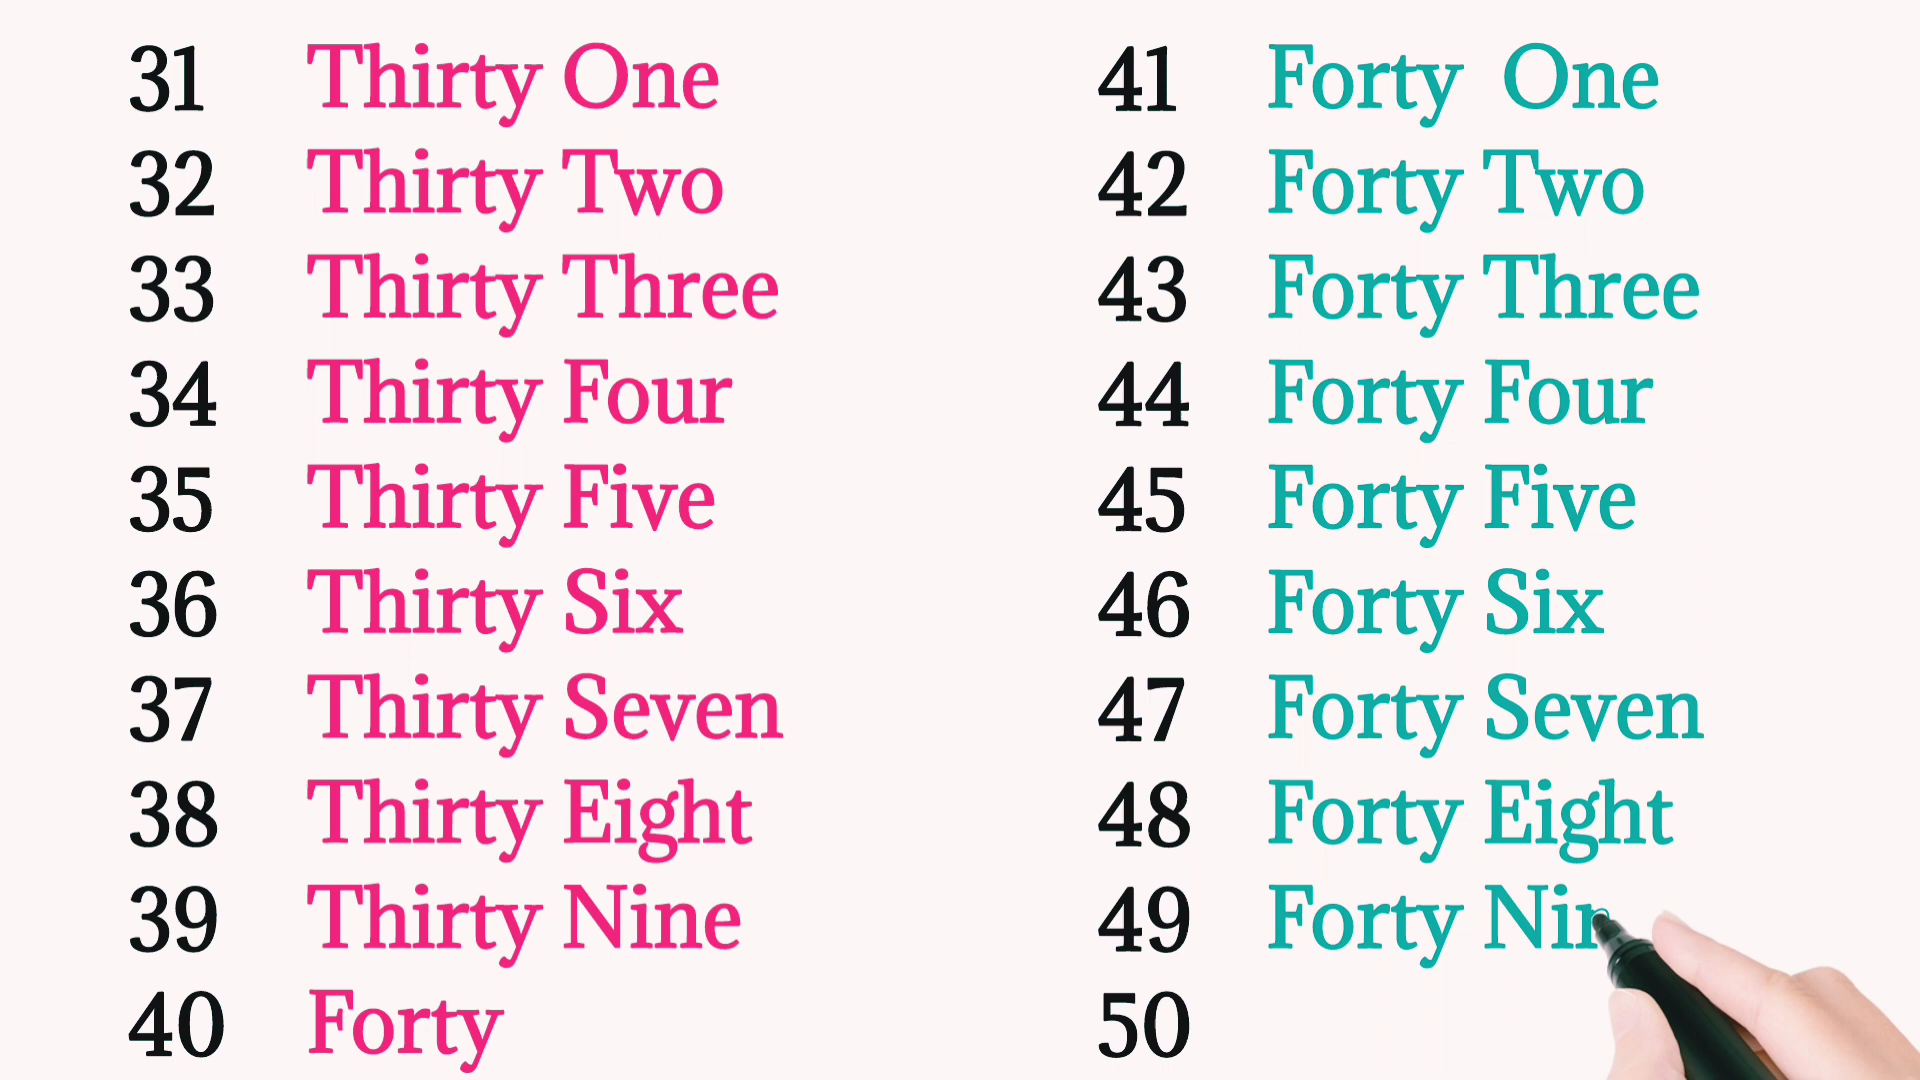 31 Thirty One
32 Thirty Two
33 Thirty Three
34 Thirty Four
35 Thirty Five
36 Thirty Six
37 Thirty Seven
38 Thirty Eight
39 Thirty Nine
40 Forty
41 Forty One
42 Forty Two
43 Forty Three
44 Forty Four
45 Forty Five
46 Forty Six
47 Forty Seven
48 Forty Eight
49 Forty
50